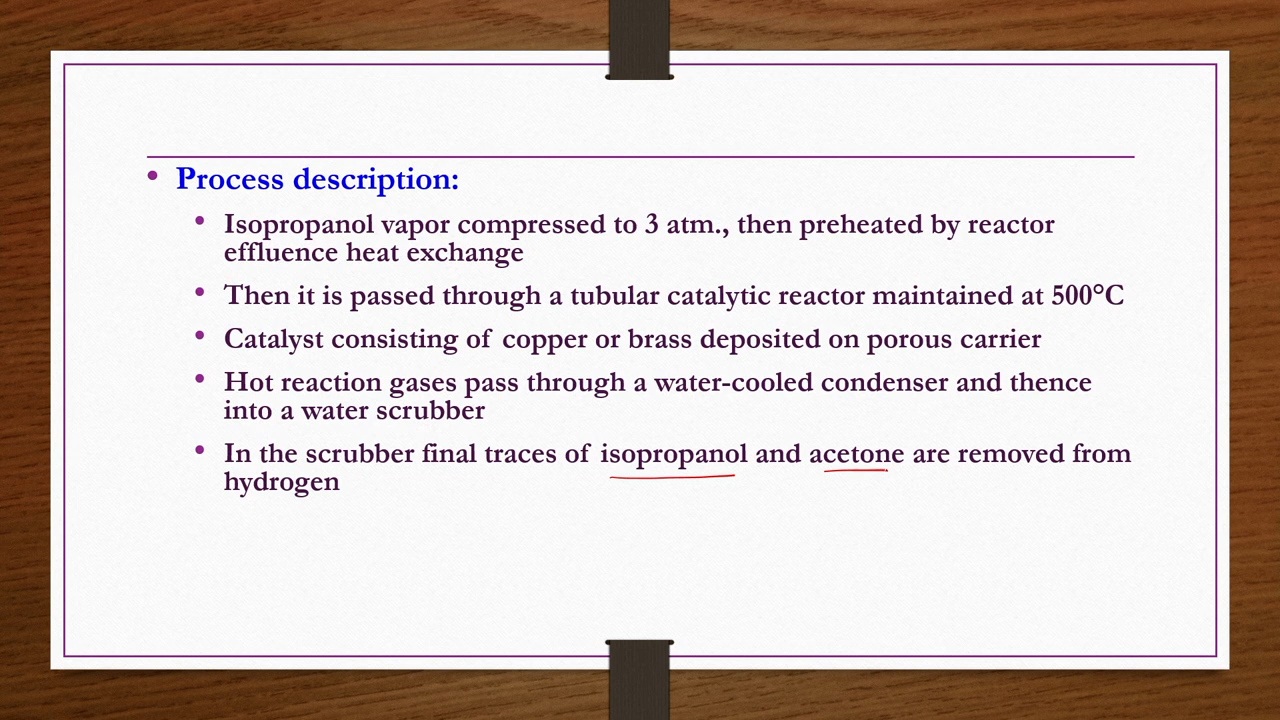 • Process description:
• Isopropanol vapor compressed to 3 atm., then preheated by reactor
effluence heat exchange
• Then it is passed through a tubular catalytic reactor maintained at 500°C
• Catalyst consisting of copper or brass deposited on porous carrier
• Hot reaction gases pass through a water-cooled condenser and thence
into a water scrubber
• In the scrubber final traces of isopropanol and acetone are removed from
hydrogen